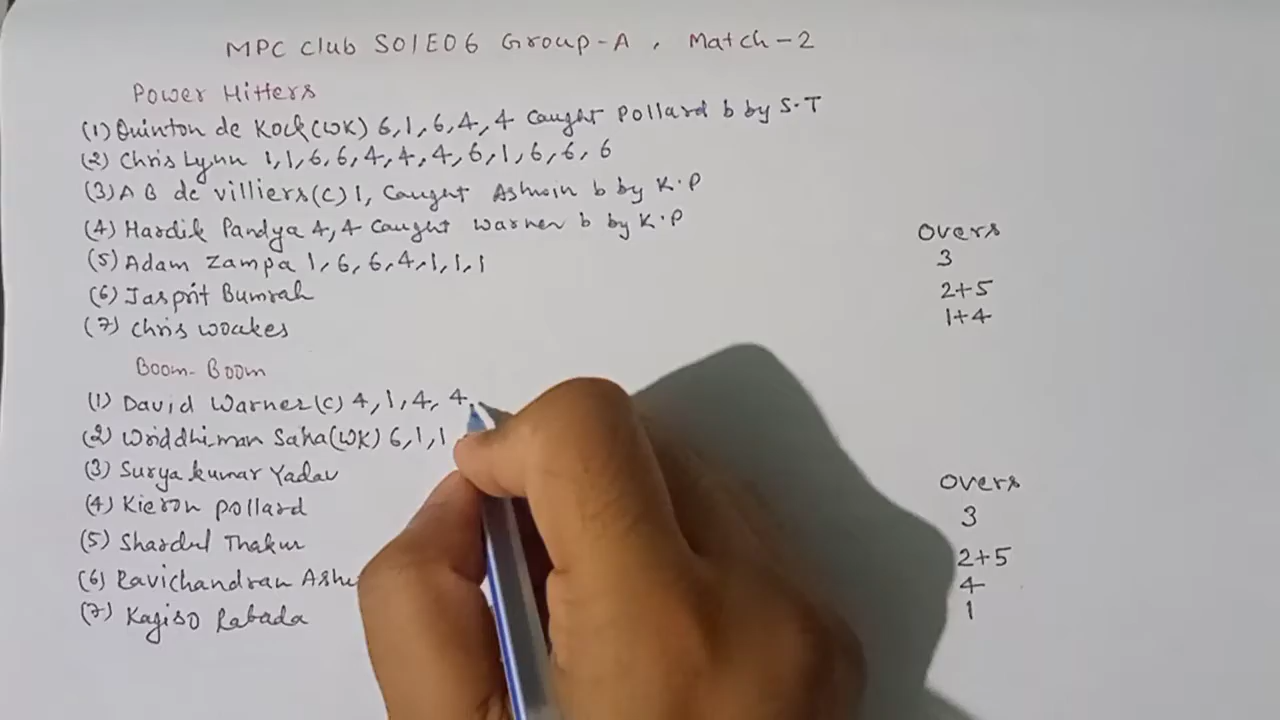 MPC Club S01E06 Group-A, Match-2
Power Hitters
(1) Quinton de Kock(WK) 6,1,6,4,4 Caught Pollard b by S.T
(2) Chris Lynn 1,1,6,6,4,4,4,6,1,6,6,6
(3) A B de villiers(C) 1, Caught Ashwin b by K.P
(4) Hardik Pandya 4,4 Caught Warner b by K.P
(5) Adam Zampa 1,6,6,4,1,1,1
(6) Jasprit Bumrah
(7) Chris Woakes
Overs
3
2+5
1+4
Boom-Boom
(1) David Warner(C) 4,1,4,4,
(2) Wriddhiman Saha(WK) 6,1,1
(3) Surya kumar Yadav
(4) Kieron pollard
(5) Shardul Thakur
(6) Ravichandran
(7) Kagiso Rabada
Overs
3
2+5
4
1